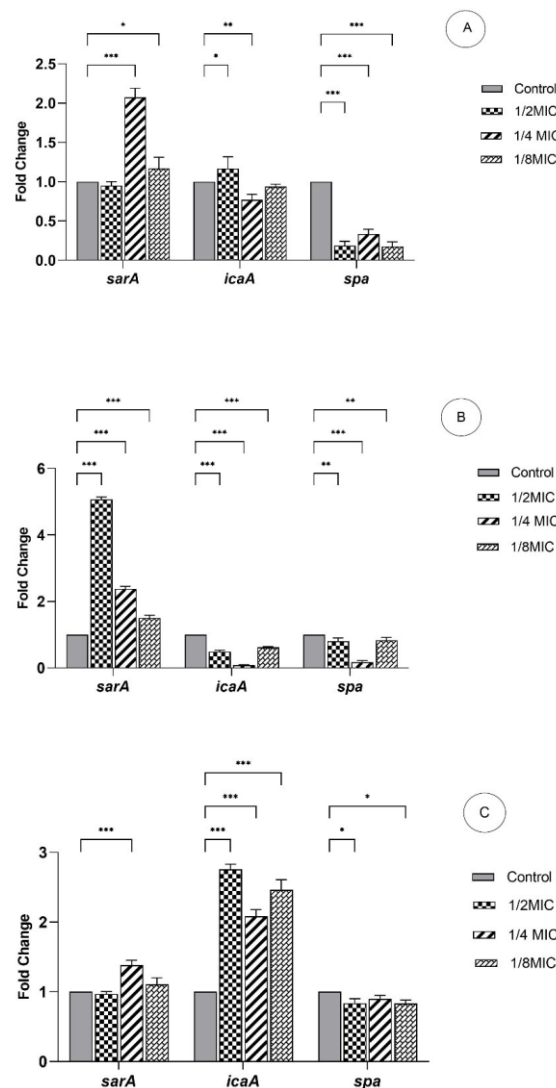 A
* ** ***
*** * *** ***
2.5
2.0
1.5
1.0
0.5
0.0
Fold Change
sarA icaA spa
Control
1/2MIC
1/4 MIC
1/8MIC
B
*** *** **
*** *** ***
*** *** **
6
4
2
0
Fold Change
sarA icaA spa
Control
1/2MIC
1/4 MIC
1/8MIC
C
*** *
*** *** *** *
3
2
1
0
Fold Change
sarA icaA spa
Control
1/2MIC
1/4 MIC
1/8MIC